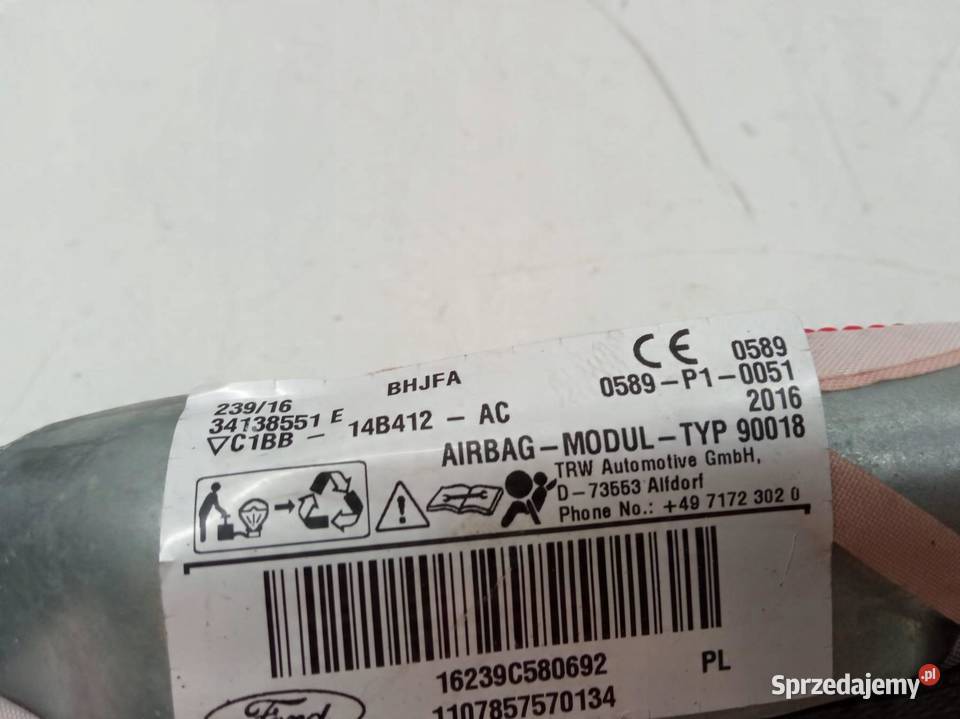 BHJFA
CE 0589
0589-P1-0051
2016
239/16
34138551 E
▽C1BB - 14B412 - AC
AIRBAG-MODUL-TYP 90018
TRW Automotive GmbH,
D-73553 Alfdorf
Phone No.: +49 7172 302 0
16239C580692 PL
1107857570134
Ford
Sprzedajemy.pl